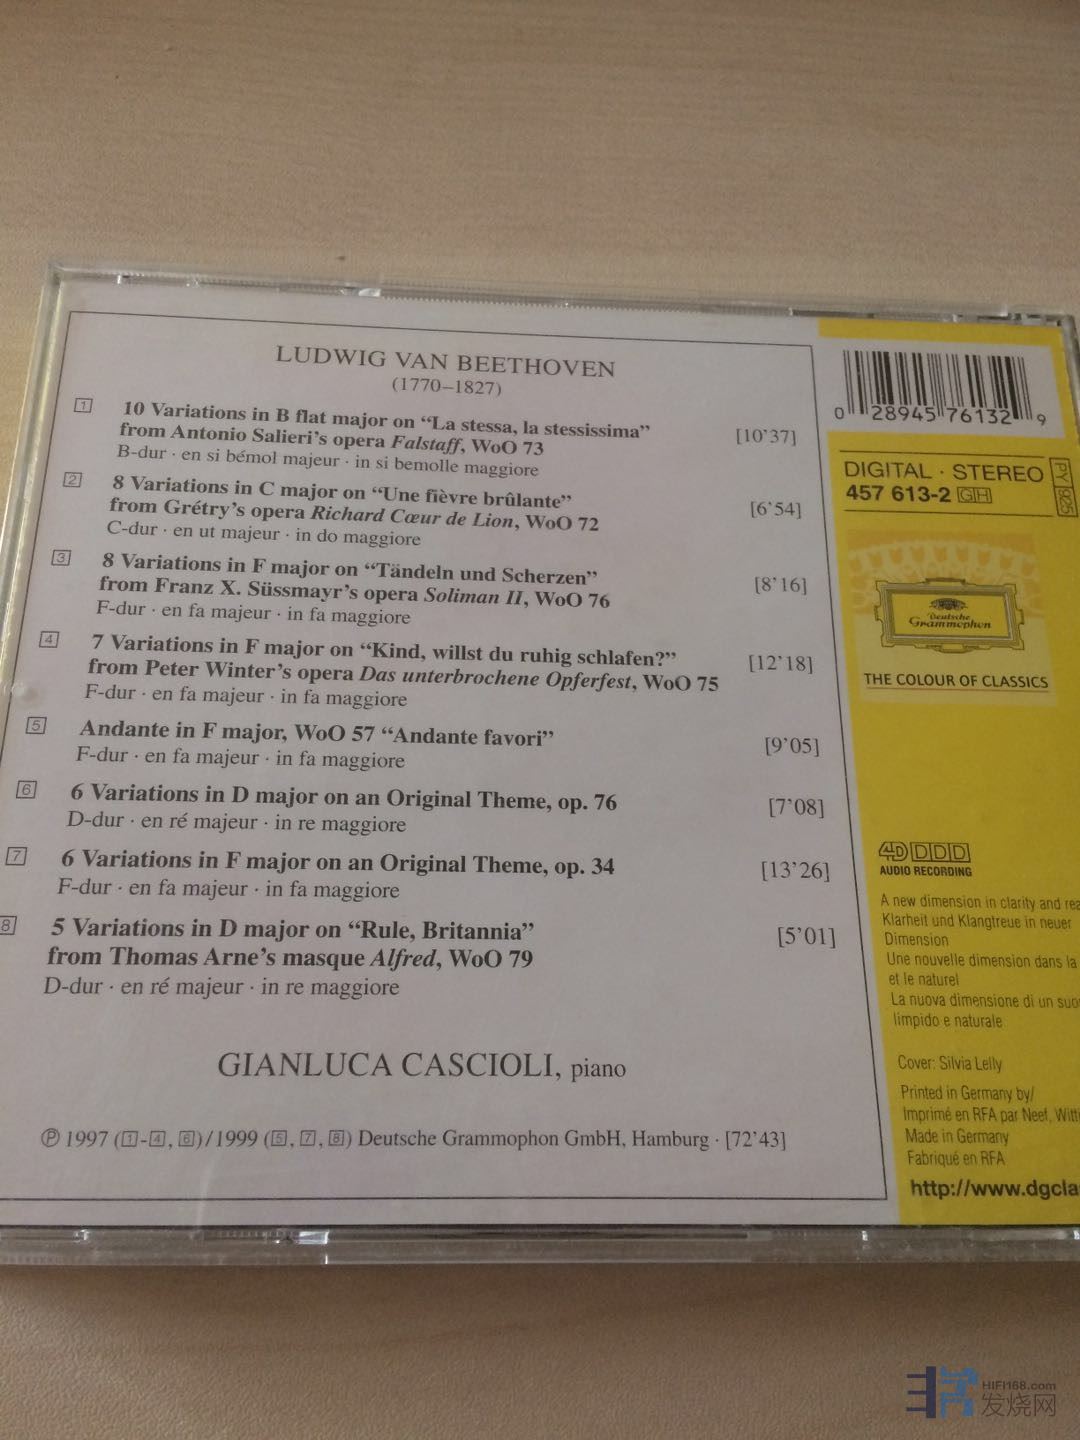 LUDWIG VAN BEETHOVEN
(1770–1827)
1 10 Variations in B flat major on “La stessa, la stessissima” [10'37]
from Antonio Salieri's opera Falstaff, WoO 73
B-dur · en si bémol majeur · in si bemolle maggiore
2 8 Variations in C major on “Une fièvre brûlante” [6'54]
from Grétry's opera Richard Cœur de Lion, WoO 72
C-dur · en ut majeur · in do maggiore
3 8 Variations in F major on “Tändeln und Scherzen” [8'16]
from Franz X. Süssmayr's opera Soliman II, WoO 76
F-dur · en fa majeur · in fa maggiore
4 7 Variations in F major on “Kind, willst du ruhig schlafen?” [12'18]
from Peter Winter's opera Das unterbrochene Opferfest, WoO 75
F-dur · en fa majeur · in fa maggiore
5 Andante in F major, WoO 57 “Andante favori” [9'05]
F-dur · en fa majeur · in fa maggiore
6 6 Variations in D major on an Original Theme, op. 76 [7'08]
D-dur · en ré majeur · in re maggiore
7 6 Variations in F major on an Original Theme, op. 34 [13'26]
F-dur · en fa majeur · in fa maggiore
8 5 Variations in D major on “Rule, Britannia” [5'01]
from Thomas Arne's masque Alfred, WoO 79
D-dur · en ré majeur · in re maggiore
GIANLUCA CASCIOLI, piano
℗ 1997 (1-4, 6)/1999 (5, 7, 8) Deutsche Grammophon GmbH, Hamburg · [72'43]
0 28945 76132 9
DIGITAL · STEREO
457 613-2 GH
PY 925
Deutsche
Grammophon
THE COLOUR OF CLASSICS
4D DDD
AUDIO RECORDING
A new dimension in clarity and rea
Klarheit und Klangtreue in neuer
Dimension
Une nouvelle dimension dans la
et le naturel
La nuova dimensione di un suo
limpido e naturale
Cover: Silvia Lelly
Printed in Germany by/
Imprimé en RFA par Neef, Witti
Made in Germany
Fabriqué en RFA
http://www.dgcla
HIFI168.com
发烧网